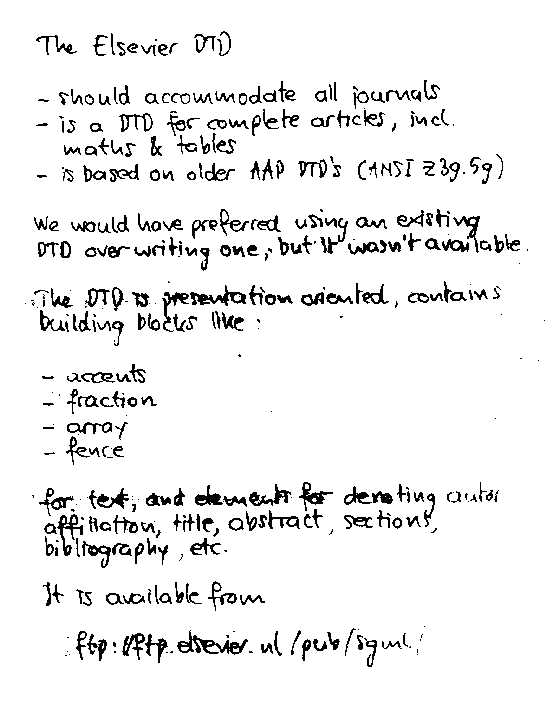 The Elsevier DTD
- should accommodate all journals
- is a DTD for complete articles, incl.
maths & tables
- is based on older AAP DTD's (ANSI Z39.59)
We would have preferred using an existing
DTD over writing one, but it wasn't available.
The DTD is presentation oriented, contains
building blocks like:
- accents
- fraction
- array
- fence
for text, and elements for denoting autor
affiliation, title, abstract, sections,
bibliography, etc.
It is available from
ftp://ftp.elsevier.nl/pub/sgml/